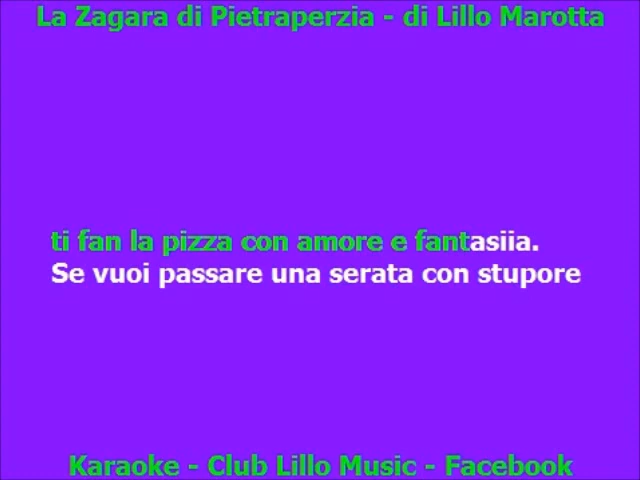 La Zagara di Pietraperzia - di Lillo Marotta
ti fan la pizza con amore e fantasiia.
Se vuoi passare una serata con stupore
Karaoke - Club Lillo Music - Facebook